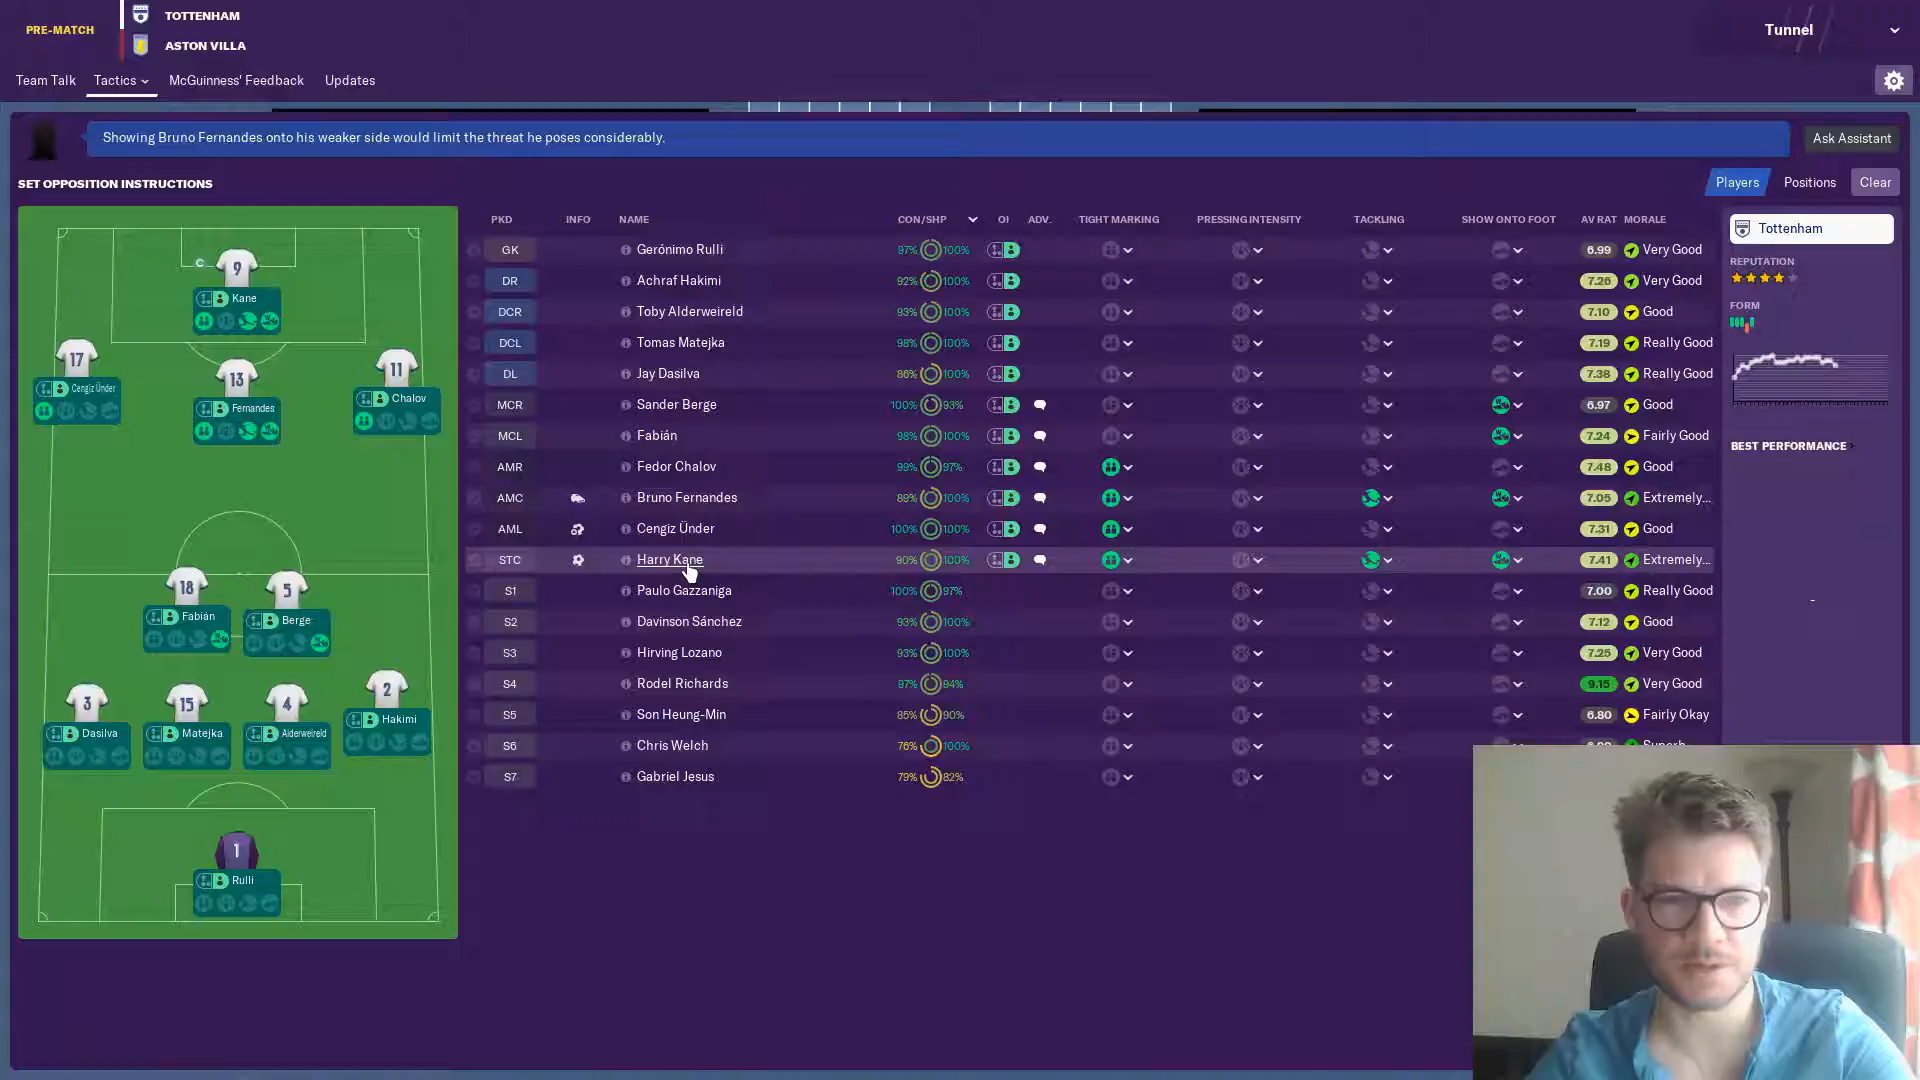 PRE-MATCH
TOTTENHAM
ASTON VILLA
Tunnel
Team Talk Tactics McGuinness' Feedback Updates
Showing Bruno Fernandes onto his weaker side would limit the threat he poses considerably.
Ask Assistant
SET OPPOSITION INSTRUCTIONS
Players Positions Clear
C 9
Kane
17
Cengiz Ünder
13
Fernandes
11
Chalov
18
Fabián
5
Berge
3
Dasilva
15
Matejka
4
Alderweireld
2
Hakimi
1
Rulli
PKD INFO NAME CON/SHP OI ADV. TIGHT MARKING PRESSING INTENSITY TACKLING SHOW ONTO FOOT AV RAT MORALE
GK Gerónimo Rulli 97% 100% 6.99 Very Good
DR Achraf Hakimi 92% 100% 7.26 Very Good
DCR Toby Alderweireld 93% 100% 7.10 Good
DCL Tomas Matejka 98% 100% 7.19 Really Good
DL Jay Dasilva 86% 100% 7.38 Really Good
MCR Sander Berge 100% 93% 6.97 Good
MCL Fabián 98% 100% 7.24 Fairly Good
AMR Fedor Chalov 99% 97% 7.48 Good
AMC Bruno Fernandes 89% 100% 7.05 Extremely...
AML Cengiz Ünder 100% 100% 7.31 Good
STC Harry Kane 90% 100% 7.41 Extremely...
S1 Paulo Gazzaniga 100% 97% 7.00 Really Good
S2 Davinson Sánchez 93% 100% 7.12 Good
S3 Hirving Lozano 93% 100% 7.25 Very Good
S4 Rodel Richards 97% 84% 9.15 Very Good
S5 Son Heung-Min 85% 90% 6.80 Fairly Okay
S6 Chris Welch 76% 100%
S7 Gabriel Jesus 79% 82%
Tottenham
REPUTATION
FORM
BEST PERFORMANCE >
-